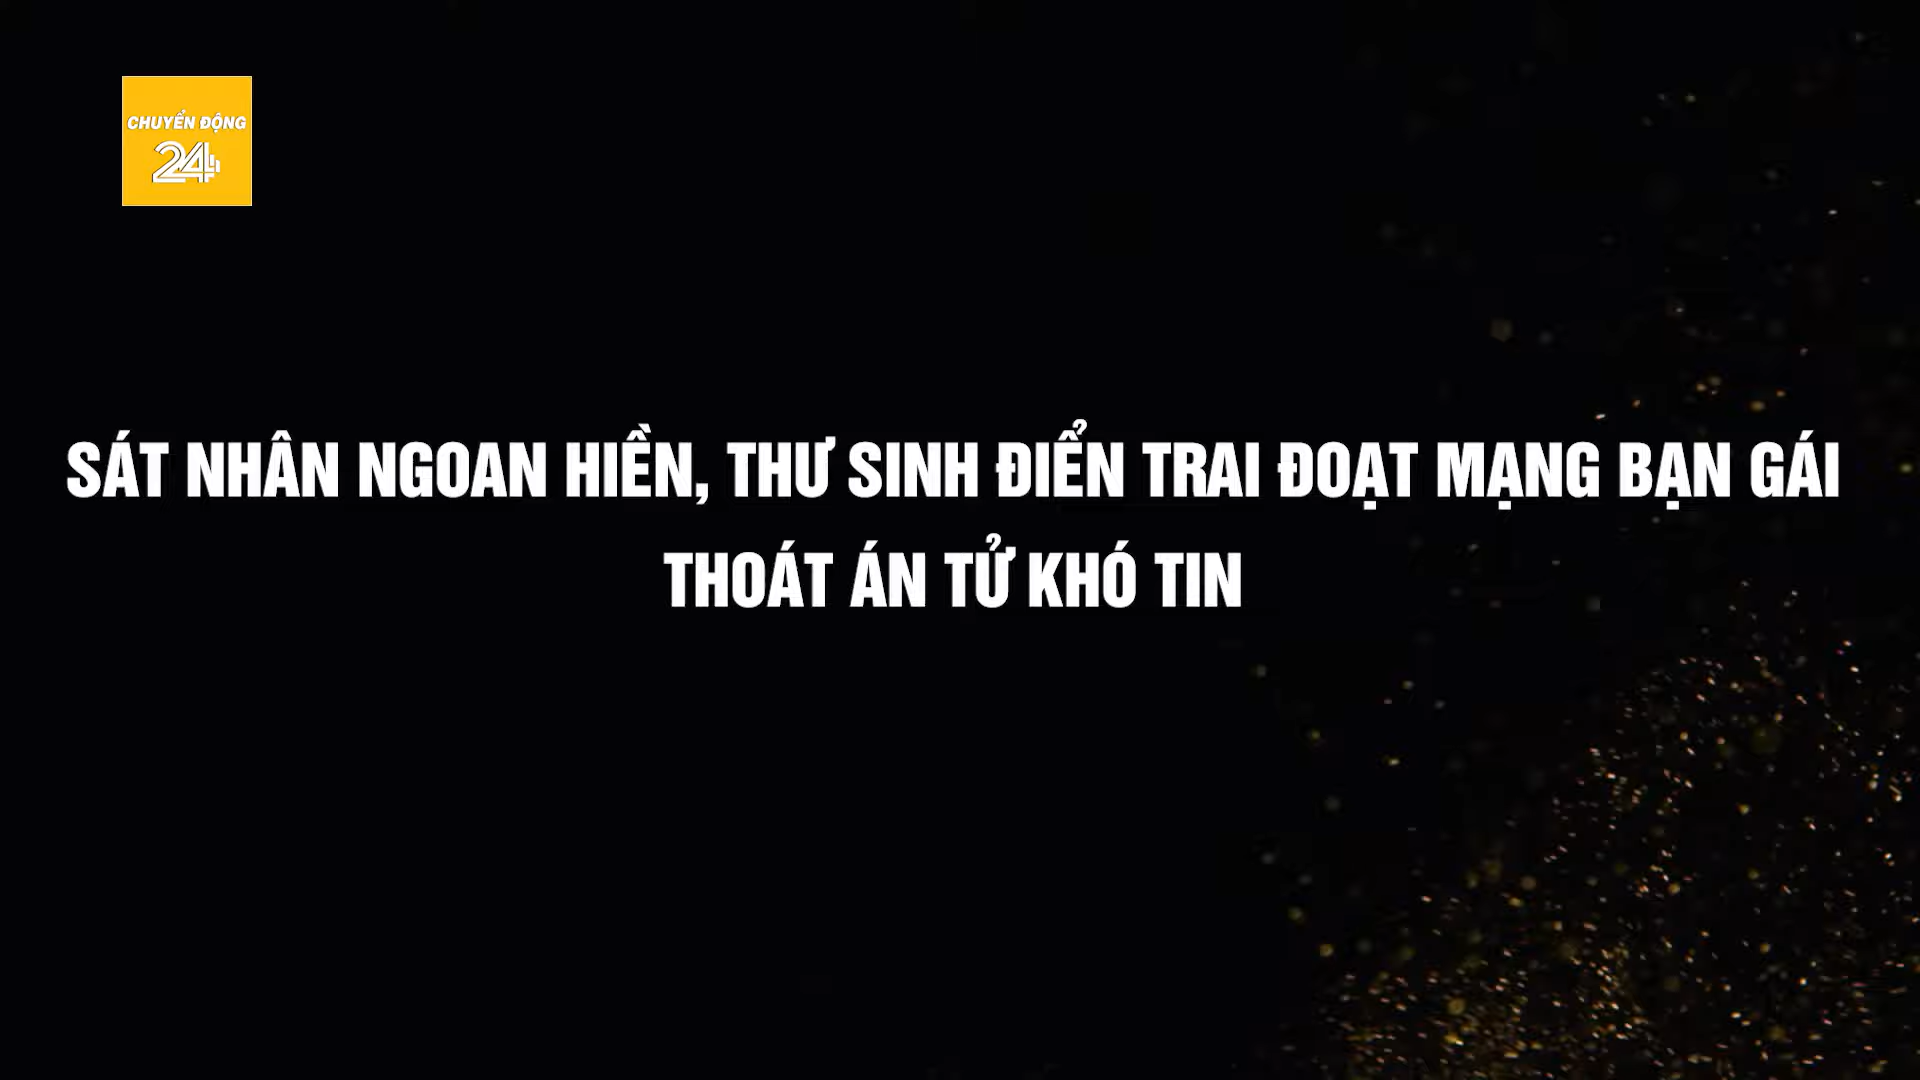 CHUYỂN ĐỘNG
24h
SÁT NHÂN NGOAN HIỀN, THƯ SINH ĐIỂN TRAI ĐOẠT MẠNG BẠN GÁI
THOÁT ÁN TỬ KHÓ TIN